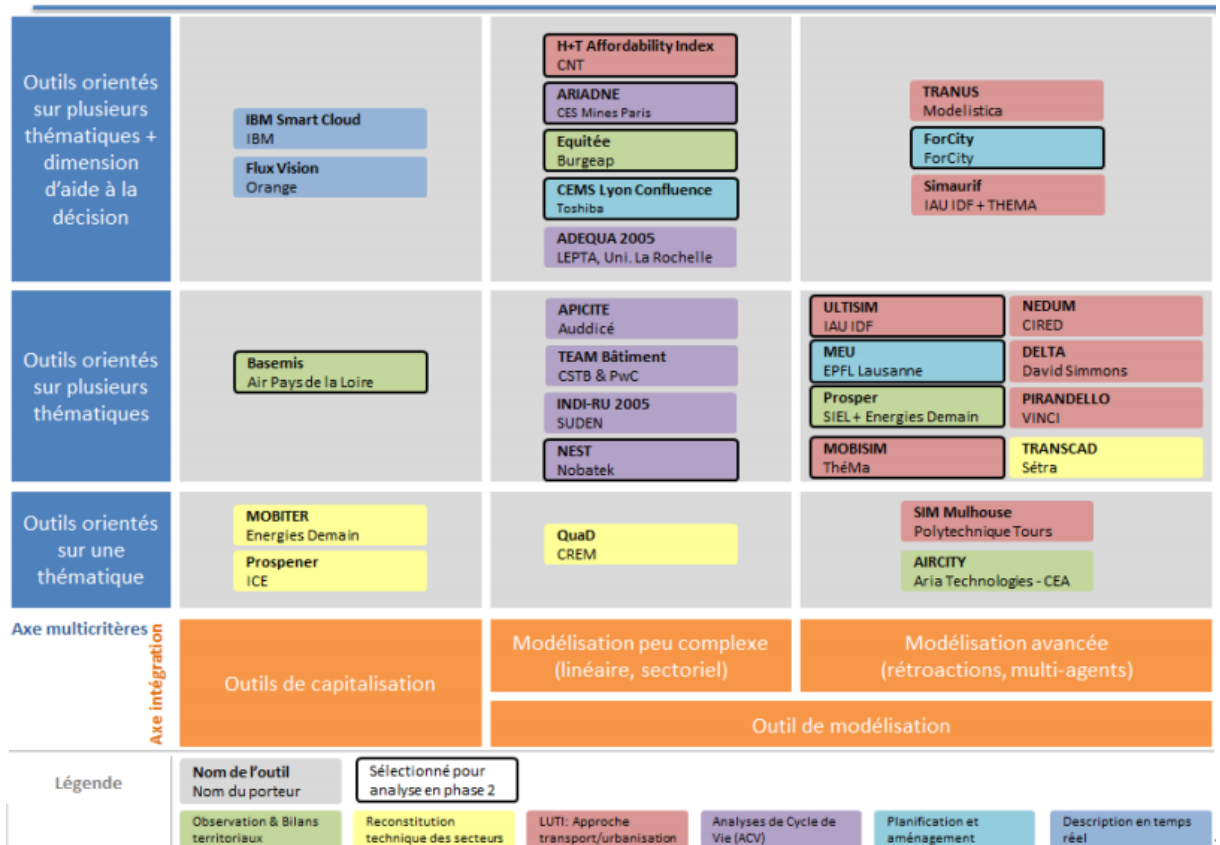 Outils orientés
sur plusieurs
thématiques +
dimension
d'aide à la
décision
IBM Smart Cloud
IBM
Flux Vision
Orange
H+T Affordability Index
CNT
ARIADNE
CES Mines Paris
Equitée
Burgeap
CEMS Lyon Confluence
Toshiba
ADEQUA 2005
LEPTA, Uni. La Rochelle
TRANUS
Modelistica
ForCity
ForCity
Simaurif
IAU IDF + THEMA
Outils orientés
sur plusieurs
thématiques
Basemis
Air Pays de la Loire
APICITE
Auddicé
TEAM Bâtiment
CSTB & PwC
INDI-RU 2005
SUDEN
NEST
Nobatek
ULTISIM
IAU IDF
MEU
EPFL Lausanne
Prosper
SIEL + Energies Demain
MOBISIM
ThéMa
NEDUM
CIRED
DELTA
David Simmons
PIRANDELLO
VINCI
TRANSCAD
Sétra
Outils orientés
sur une
thématique
MOBITER
Energies Demain
Prospener
ICE
QuaD
CREM
SIM Mulhouse
Polytechnique Tours
AIRCITY
Aria Technologies - CEA
Axe multicritères
Axe intégration
Outils de capitalisation
Modélisation peu complexe
(linéaire, sectoriel)
Modélisation avancée
(rétroactions, multi-agents)
Outil de modélisation
Légende
Nom de l'outil
Nom du porteur
Sélectionné pour
analyse en phase 2
Observation & Bilans
territoriaux
Reconstitution
technique des secteurs
LUTI: Approche
transport/urbanisation
Analyses de Cycle de
Vie (ACV)
Planification et
aménagement
Description en temps
réel